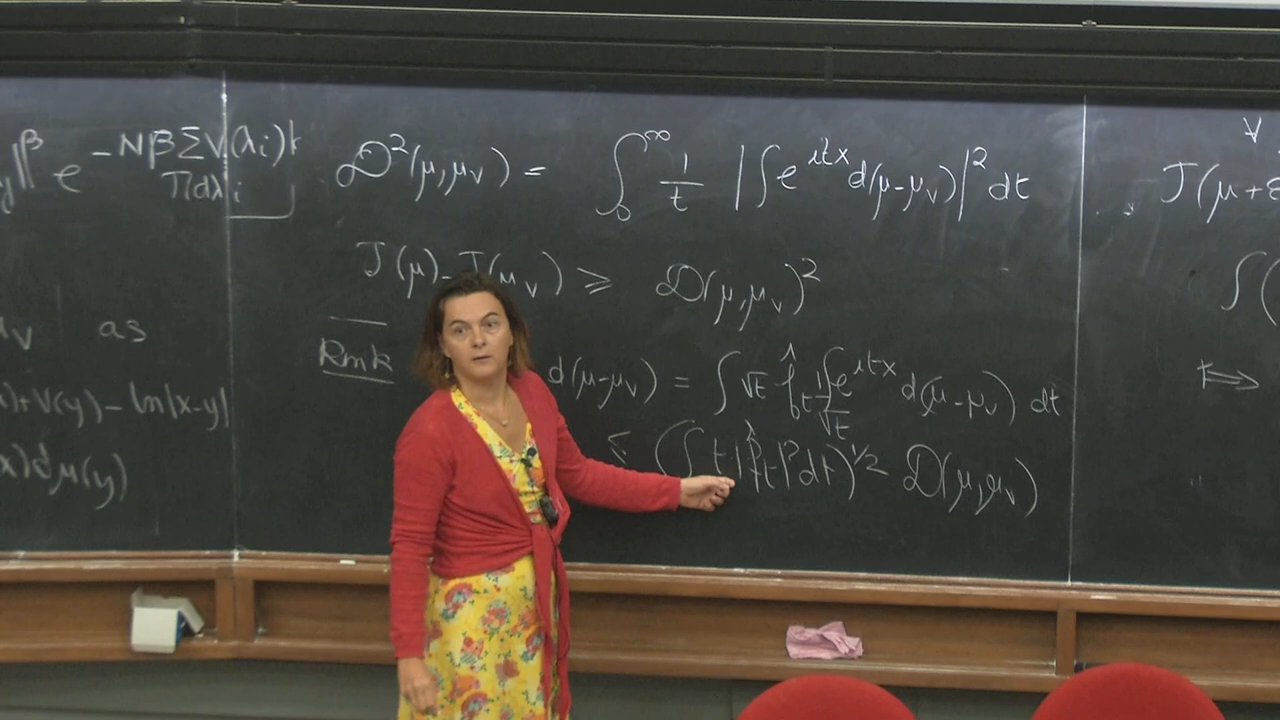 ‖^β e^{-Nβ Σ V(λ_i)} Π dλ_i
μ_V as
) + V(y) - ln|x-y|
x) dμ(y)
𝒟²(μ, μ_V) = ∫_0^∞ 1/t |∫ e^{itx} d(μ-μ_V)|² dt
J(μ) - J(μ_V) ≥ 𝒟(μ, μ_V)²
Rmk d(μ-μ_V) = ∫ √t f̂_t 1/√t ∫ e^{itx} d(μ-μ_V) dt
≤ (∫ t |f̂_t|² dt)^{1/2} 𝒟(μ, μ_V)
∀
J(μ+ε
∫(
⟺